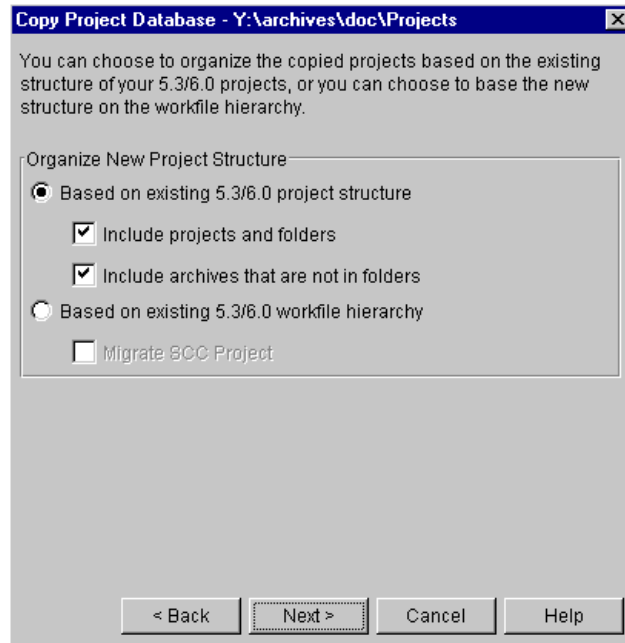 Copy Project Database - Y:\archives\doc\Projects
You can choose to organize the copied projects based on the existing
structure of your 5.3/6.0 projects, or you can choose to base the new
structure on the workfile hierarchy.
Organize New Project Structure
Based on existing 5.3/6.0 project structure
Include projects and folders
Include archives that are not in folders
Based on existing 5.3/6.0 workfile hierarchy
Migrate SCC Project
< Back Next > Cancel Help